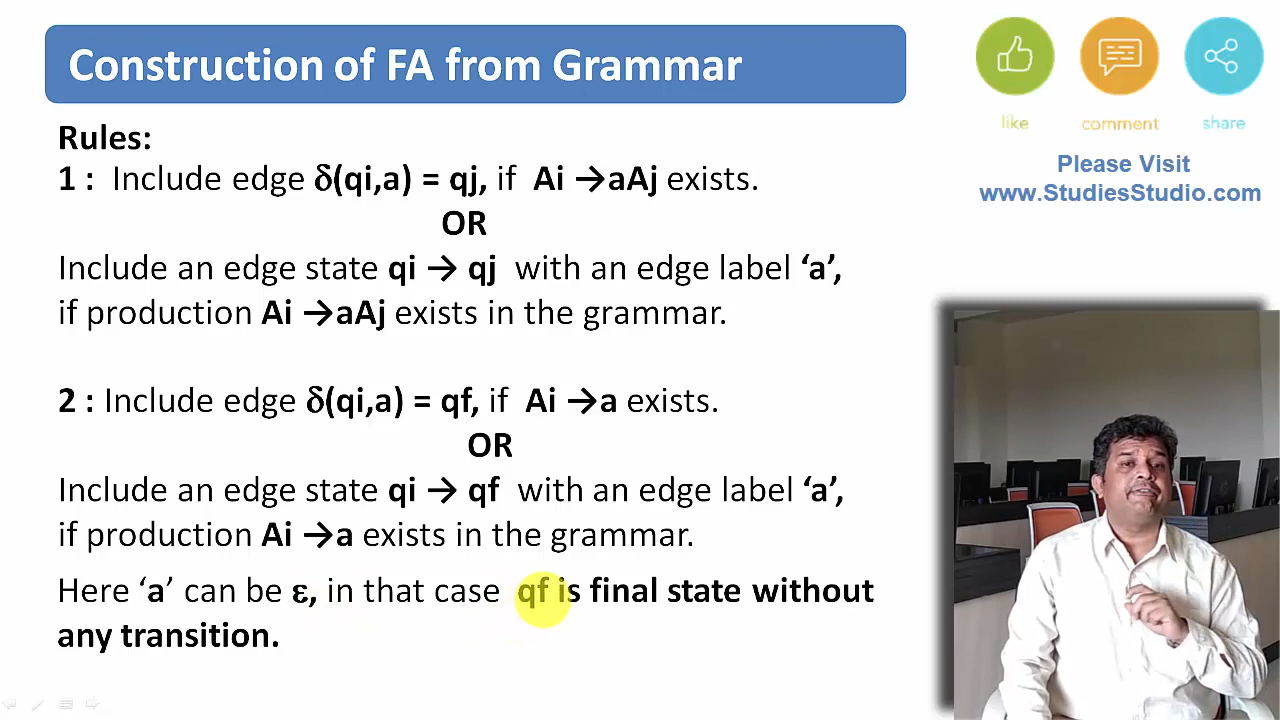 Construction of FA from Grammar
like
comment
share
Please Visit
www.StudiesStudio.com
Rules:
1 : Include edge δ(qi,a) = qj, if Ai →aAj exists.
OR
Include an edge state qi → qj with an edge label ‘a’,
if production Ai →aAj exists in the grammar.
2 : Include edge δ(qi,a) = qf, if Ai →a exists.
OR
Include an edge state qi → qf with an edge label ‘a’,
if production Ai →a exists in the grammar.
Here ‘a’ can be ε, in that case qf is final state without
any transition.